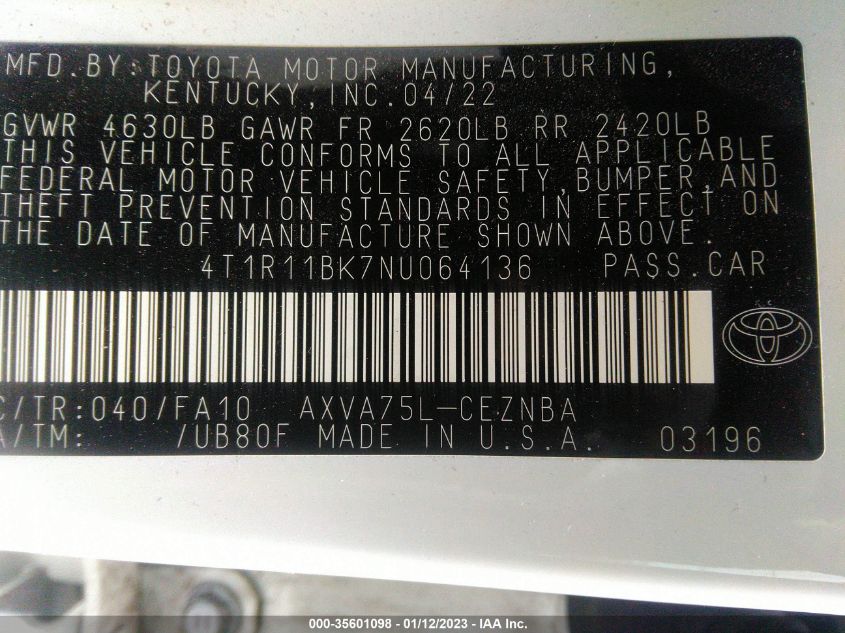 MFD.BY:TOYOTA MOTOR MANUFACTURING,
KENTUCKY,INC.04/22
GVWR 4630LB GAWR FR 2620LB RR 2420LB
THIS VEHICLE CONFORMS TO ALL APPLICABLE
FEDERAL MOTOR VEHICLE SAFETY,BUMPER,AND
THEFT PREVENTION STANDARDS IN EFFECT ON
THE DATE OF MANUFACTURE SHOWN ABOVE.
4T1R11BK7NU064136 PASS.CAR
C/TR:040/FA10 AXVA75L-CEZNBA
A/TM: /UB80F MADE IN U.S.A. 03196
000-35601098 - 01/12/2023 - IAA Inc.